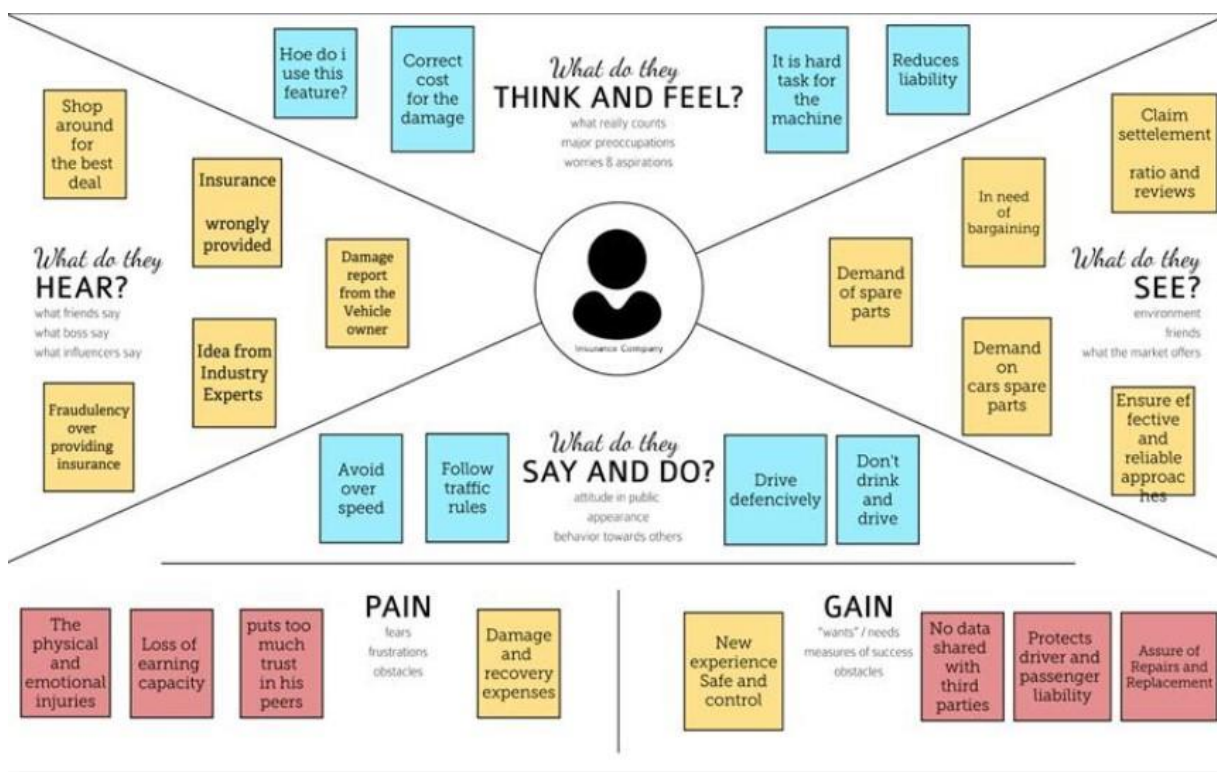 Hoe do i
use this
feature?
Correct
cost
for the
damage
What do they
THINK AND FEEL?
what really counts
major preoccupations
worries & aspirations
It is hard
task for
the
machine
Reduces
liability
Shop
around
for
the best
deal
Insurance
wrongly
provided
Damage
report
from the
Vehicle
owner
What do they
HEAR?
what friends say
what boss say
what influencers say
Idea from
Industry
Experts
Fraudulency
over
providing
insurance
Insurance Company
Claim
settelement
ratio and
reviews
In need
of
bargaining
Demand
of spare
parts
What do they
SEE?
environment
friends
what the market offers
Demand
on
cars spare
parts
Ensure ef
fective
and
reliable
approac
hes
What do they
SAY AND DO?
attitude in public
appearance
behavior towards others
Avoid
over
speed
Follow
traffic
rules
Drive
defencively
Don't
drink
and
drive
PAIN
fears
frustrations
obstacles
The
physical
and
emotional
injuries
Loss of
earning
capacity
puts too
much
trust
in his
peers
Damage
and
recovery
expenses
GAIN
"wants" / needs
measures of success
obstacles
New
experience
Safe and
control
No data
shared
with
third
parties
Protects
driver and
passenger
liability
Assure of
Repairs and
Replacement